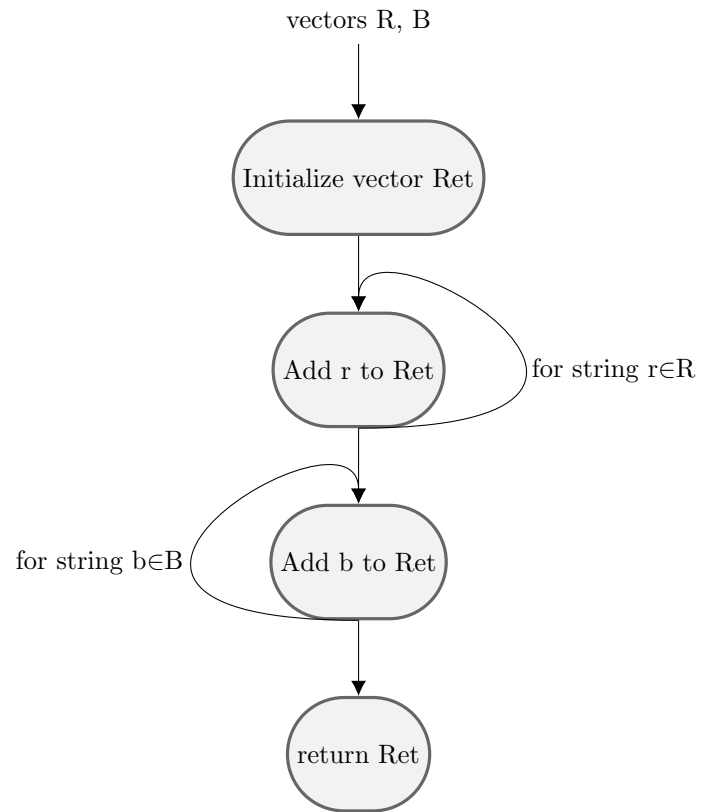 vectors R, B
Initialize vector Ret
Add r to Ret
for string r∈R
for string b∈B
Add b to Ret
return Ret